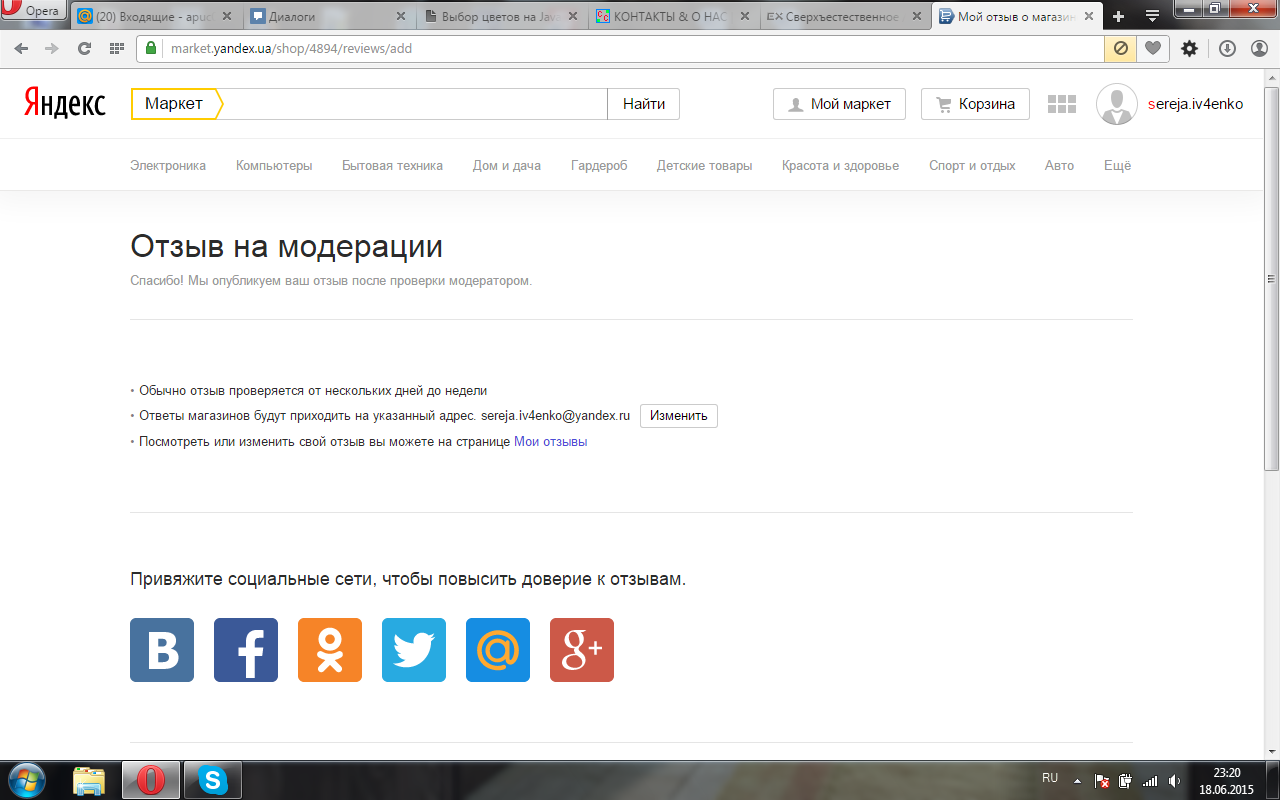 Opera
(20) Входящие - apuc
Диалоги
Выбор цветов на Java
КОНТАКТЫ & О НАС
Сверхъестественное
Мой отзыв о магазин
market.yandex.ua/shop/4894/reviews/add
Яндекс
Маркет
Найти
Мой маркет
Корзина
sereja.iv4enko
Электроника Компьютеры Бытовая техника Дом и дача Гардероб Детские товары Красота и здоровье Спорт и отдых Авто Ещё
Отзыв на модерации
Спасибо! Мы опубликуем ваш отзыв после проверки модератором.
• Обычно отзыв проверяется от нескольких дней до недели
• Ответы магазинов будут приходить на указанный адрес. sereja.iv4enko@yandex.ru Изменить
• Посмотреть или изменить свой отзыв вы можете на странице Мои отзывы
Привяжите социальные сети, чтобы повысить доверие к отзывам.
RU
23:20
18.06.2015